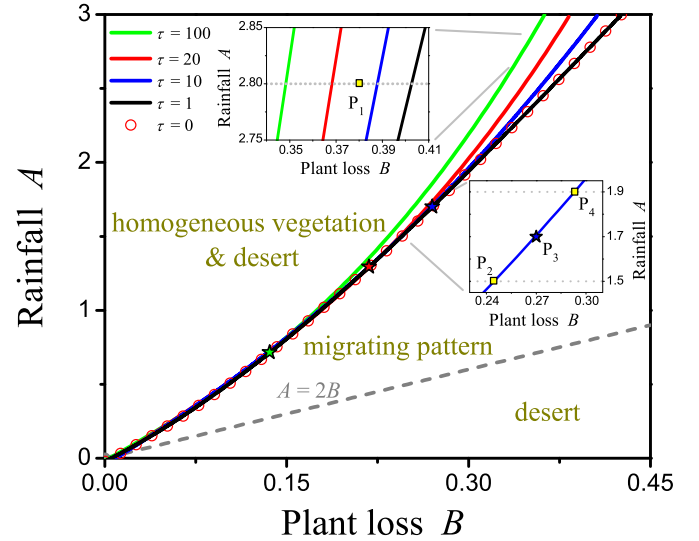 3
2
1
0
Rainfall A
τ = 100
τ = 20
τ = 10
τ = 1
τ = 0
2.85
2.80
2.75
Rainfall A
P1
0.35
0.37
0.39
0.41
Plant loss B
homogeneous vegetation
& desert
P2
P3
P4
1.9
1.7
1.5
Rainfall A
0.24
0.27
0.30
Plant loss B
migrating pattern
A = 2B
desert
0.00
0.15
0.30
0.45
Plant loss B